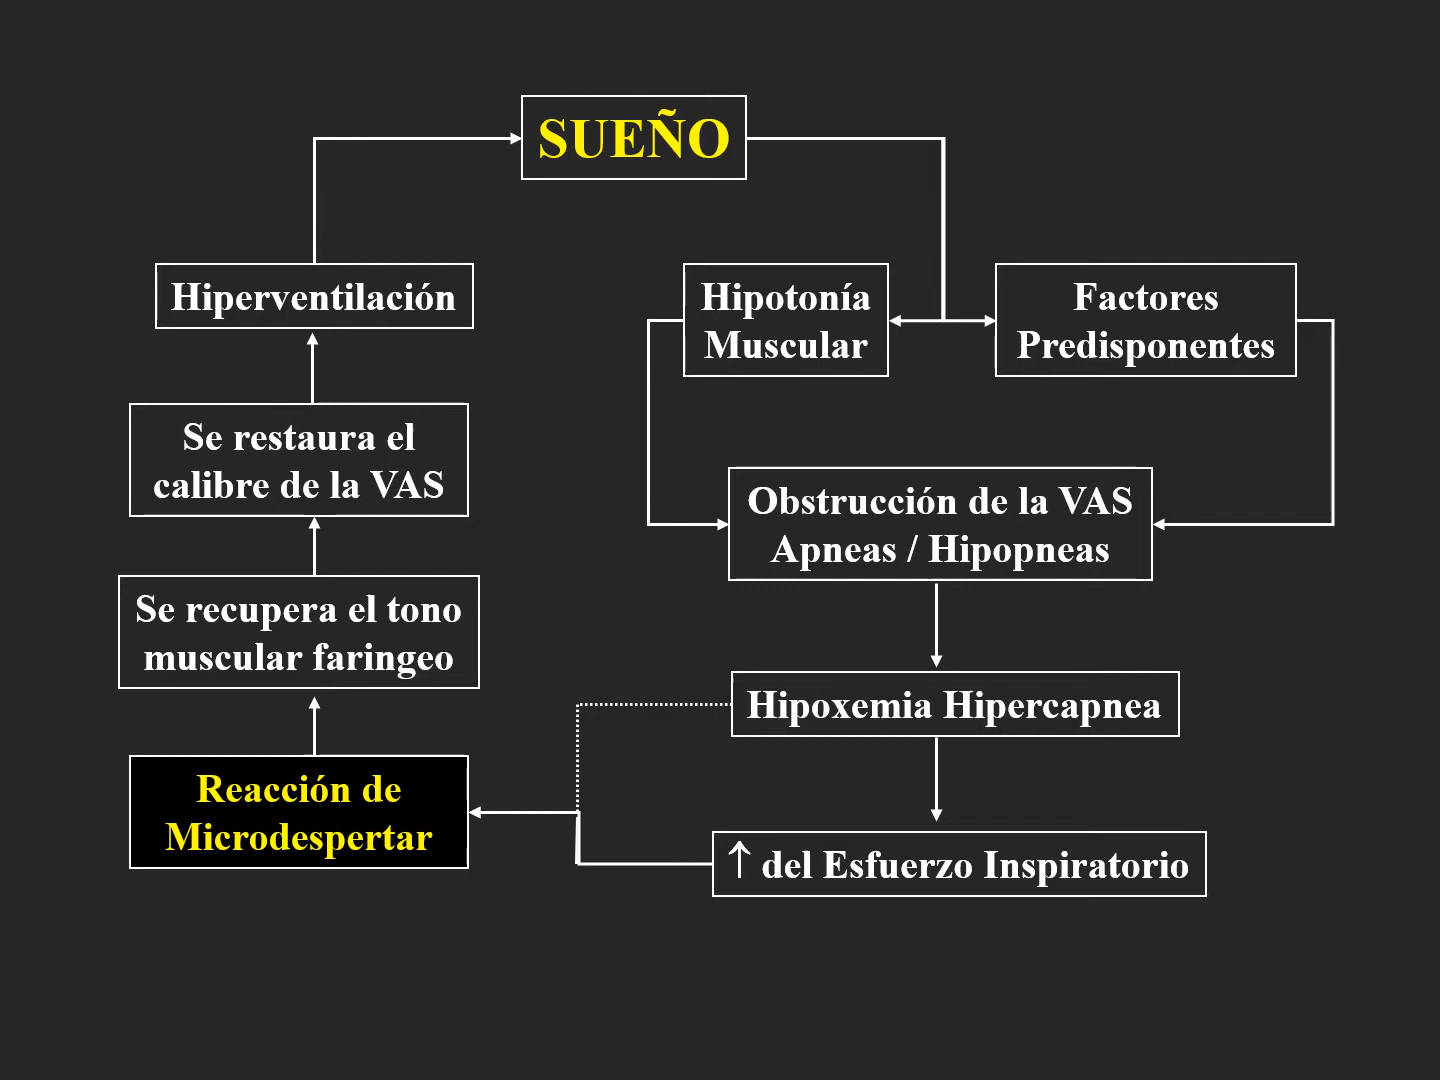 SUEÑO
Hiperventilación
Hipotonía
Muscular
Factores
Predisponentes
Se restaura el
calibre de la VAS
Obstrucción de la VAS
Apneas / Hipopneas
Se recupera el tono
muscular faringeo
Hipoxemia Hipercapnea
Reacción de
Microdespertar
↑ del Esfuerzo Inspiratorio